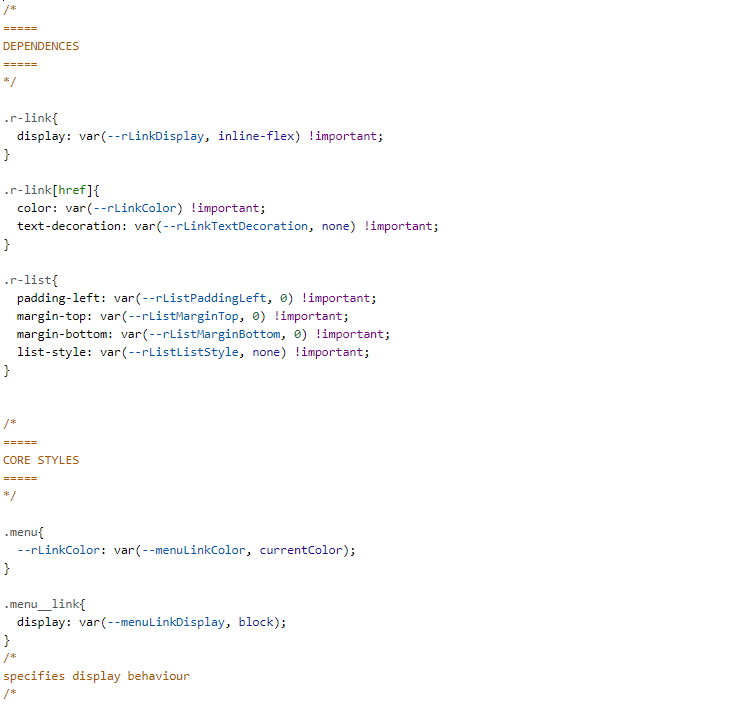 /*
=====
DEPENDENCES
=====
*/
.r-link{
  display: var(--rLinkDisplay, inline-flex) !important;
}
.r-link[href]{
  color: var(--rLinkColor) !important;
  text-decoration: var(--rLinkTextDecoration, none) !important;
}
.r-list{
  padding-left: var(--rListPaddingLeft, 0) !important;
  margin-top: var(--rListMarginTop, 0) !important;
  margin-bottom: var(--rListMarginBottom, 0) !important;
  list-style: var(--rListListStyle, none) !important;
}
/*
=====
CORE STYLES
=====
*/
.menu{
  --rLinkColor: var(--menuLinkColor, currentColor);
}
.menu__link{
  display: var(--menuLinkDisplay, block);
}
/*
specifies display behaviour
/*